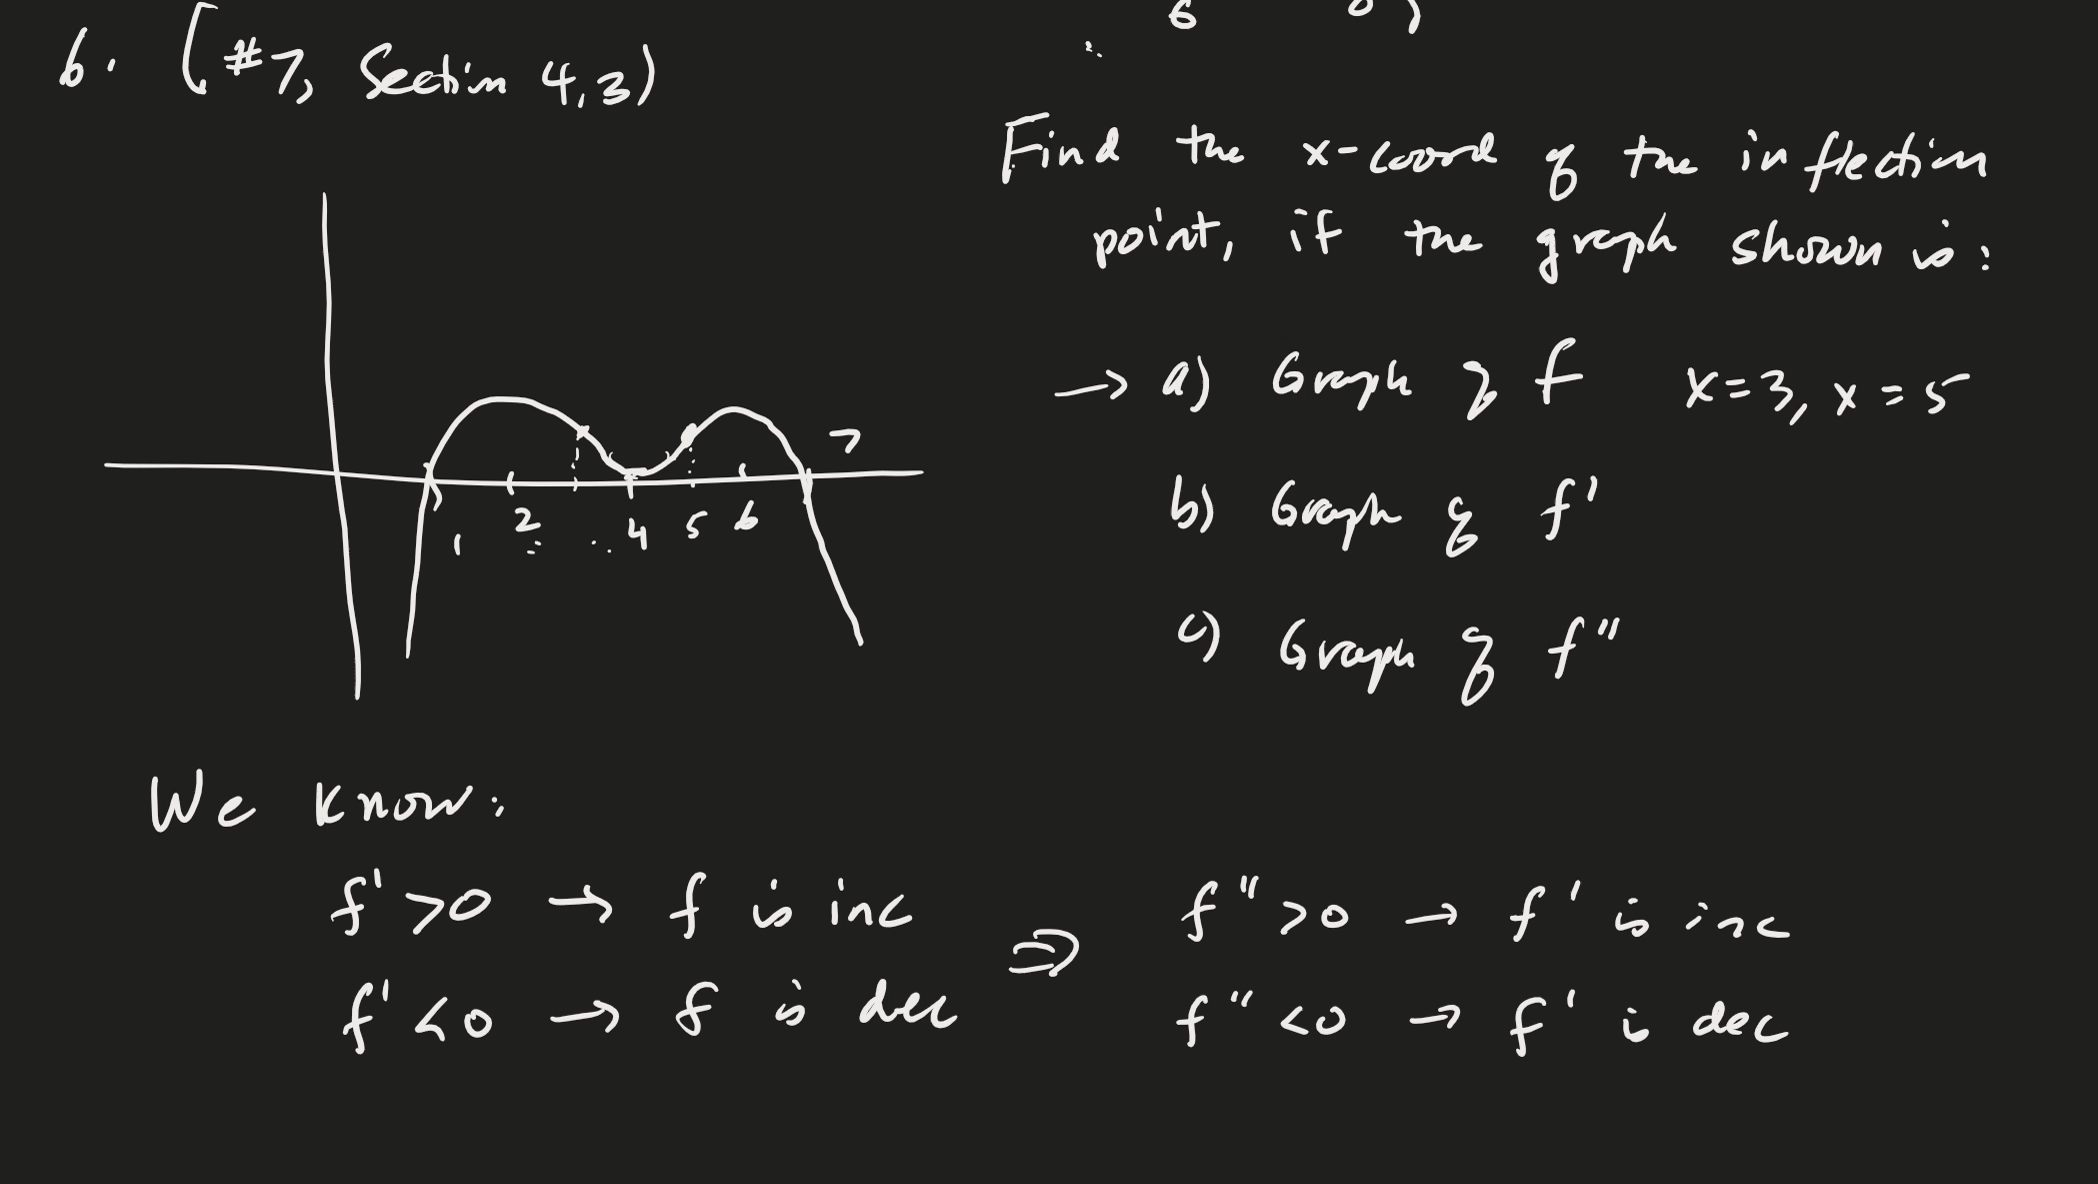 6 0)
6. (#7, Section 4.3)
Find the x-coord of the inflection
point, if the graph shown is:
→ a) Graph of f x=3, x=5
b) Graph of f'
c) Graph of f"
7
1 2 4 5 6
We know:
f' >0 → f is inc
f' <0 → f is dec
⇒
f" >0 → f' is inc
f" <0 → f' is dec